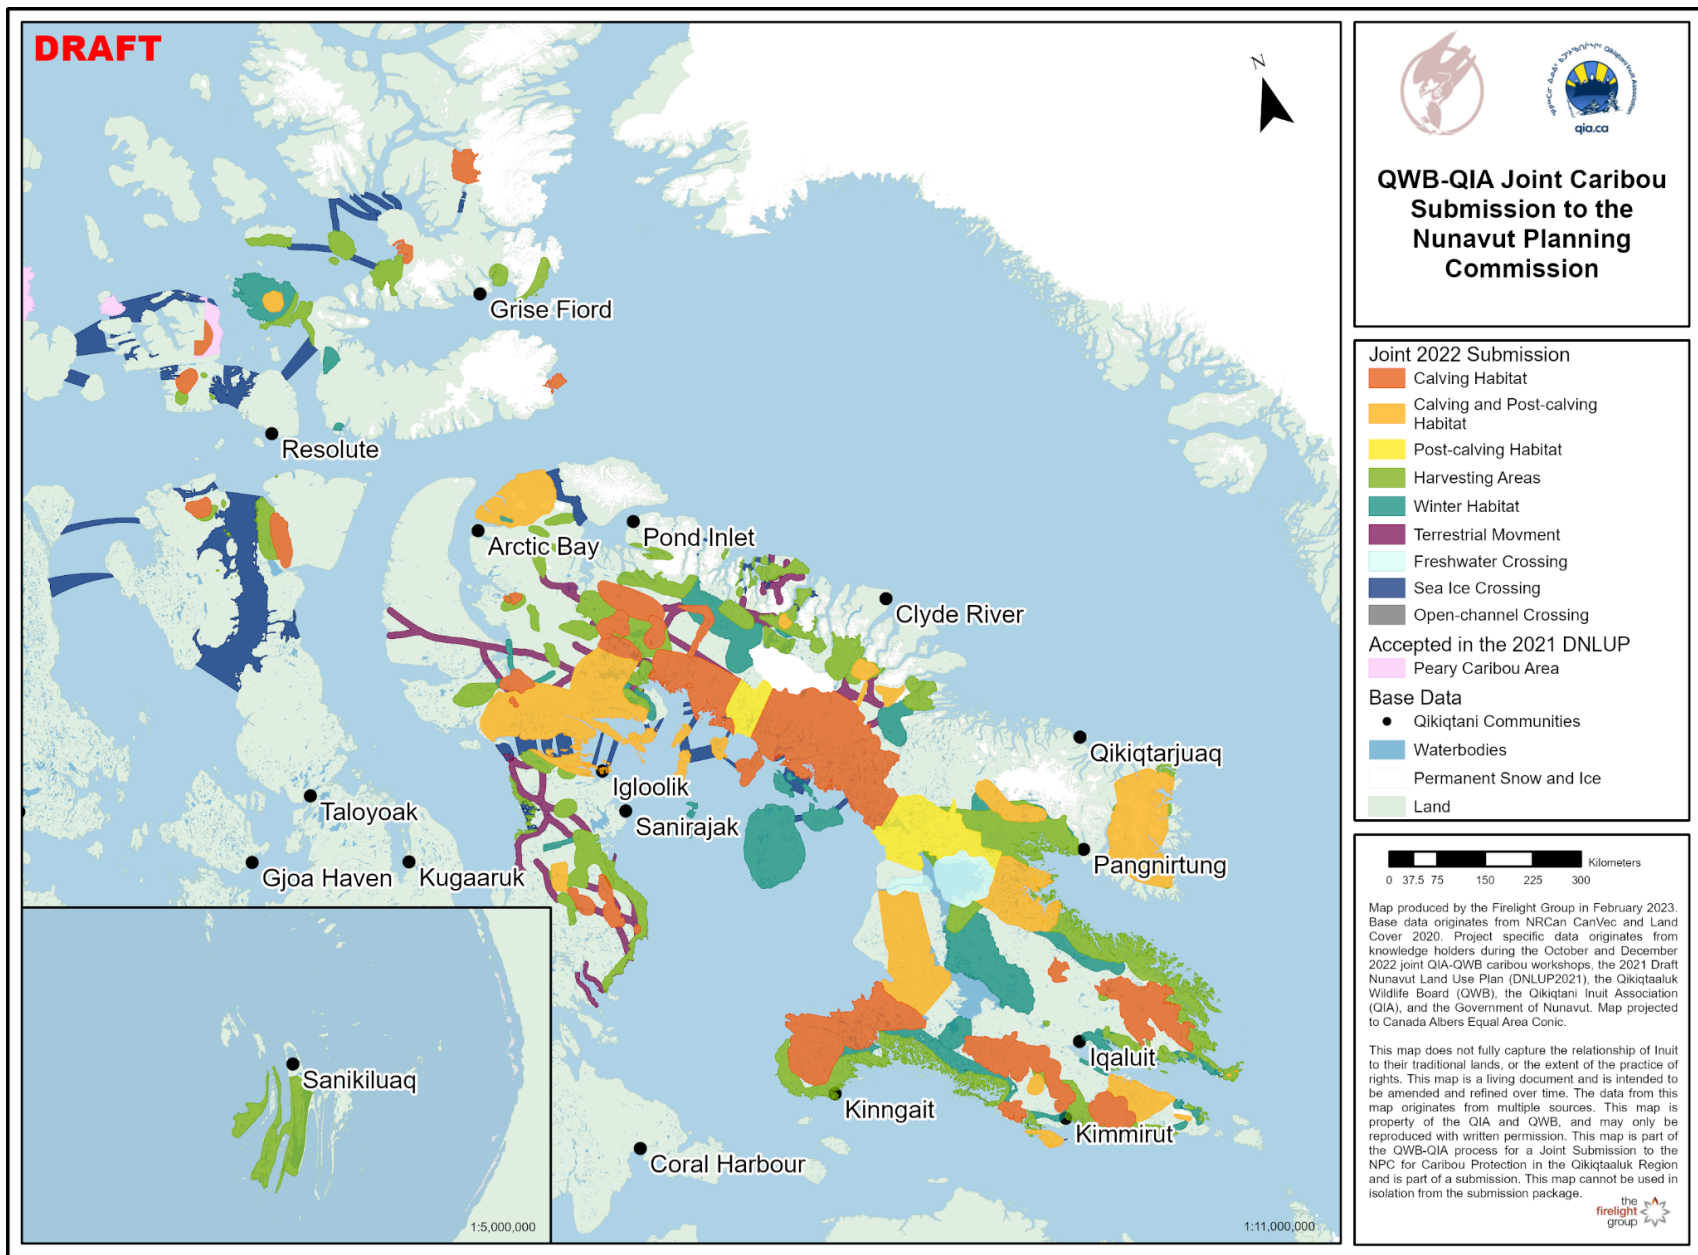 DRAFT
N
Grise Fiord
Resolute
Arctic Bay
Pond Inlet
Clyde River
Qikiqtarjuaq
Igloolik
Sanirajak
Taloyoak
Gjoa Haven
Kugaaruk
Pangnirtung
Iqaluit
Kinngait
Kimmirut
Coral Harbour
Sanikiluaq
1:5,000,000
1:11,000,000
Qikiqtani Inuit Association
qia.ca
QWB-QIA Joint Caribou
Submission to the
Nunavut Planning
Commission
Joint 2022 Submission
Calving Habitat
Calving and Post-calving
Habitat
Post-calving Habitat
Harvesting Areas
Winter Habitat
Terrestrial Movment
Freshwater Crossing
Sea Ice Crossing
Open-channel Crossing
Accepted in the 2021 DNLUP
Peary Caribou Area
Base Data
Qikiqtani Communities
Waterbodies
Permanent Snow and Ice
Land
Kilometers
0 37.5 75 150 225 300
Map produced by the Firelight Group in February 2023.
Base data originates from NRCan CanVec and Land
Cover 2020. Project specific data originates from
knowledge holders during the October and December
2022 joint QIA-QWB caribou workshops, the 2021 Draft
Nunavut Land Use Plan (DNLUP2021), the Qikiqtaaluk
Wildlife Board (QWB), the Qikiqtani Inuit Association
(QIA), and the Government of Nunavut. Map projected
to Canada Albers Equal Area Conic.
This map does not fully capture the relationship of Inuit
to their traditional lands, or the extent of the practice of
rights. This map is a living document and is intended to
be amended and refined over time. The data from this
map originates from multiple sources. This map is
property of the QIA and QWB, and may only be
reproduced with written permission. This map is part of
the QWB-QIA process for a Joint Submission to the
NPC for Caribou Protection in the Qikiqtaaluk Region
and is part of a submission. This map cannot be used in
isolation from the submission package.
the
firelight
group